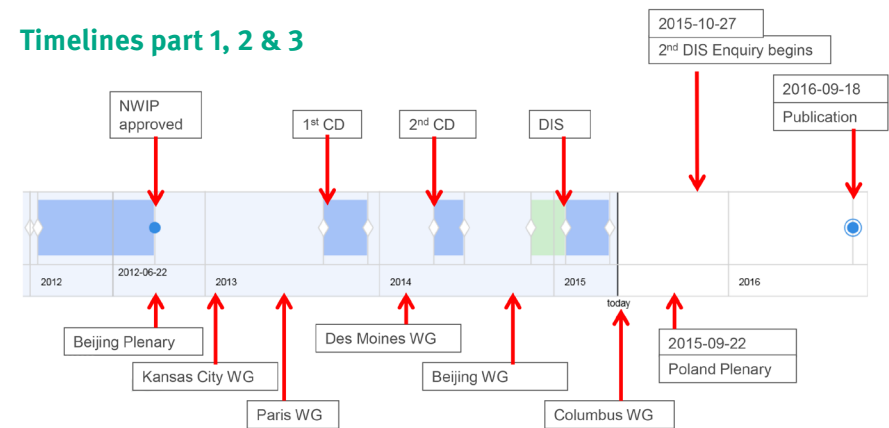 Timelines part 1, 2 & 3
2015-10-27
2nd DIS Enquiry begins
2016-09-18
Publication
NWIP
approved
1st CD
2nd CD
DIS
2012
2012-06-22
2013
2014
2015
2016
today
Beijing Plenary
Kansas City WG
Paris WG
Des Moines WG
Beijing WG
Columbus WG
2015-09-22
Poland Plenary